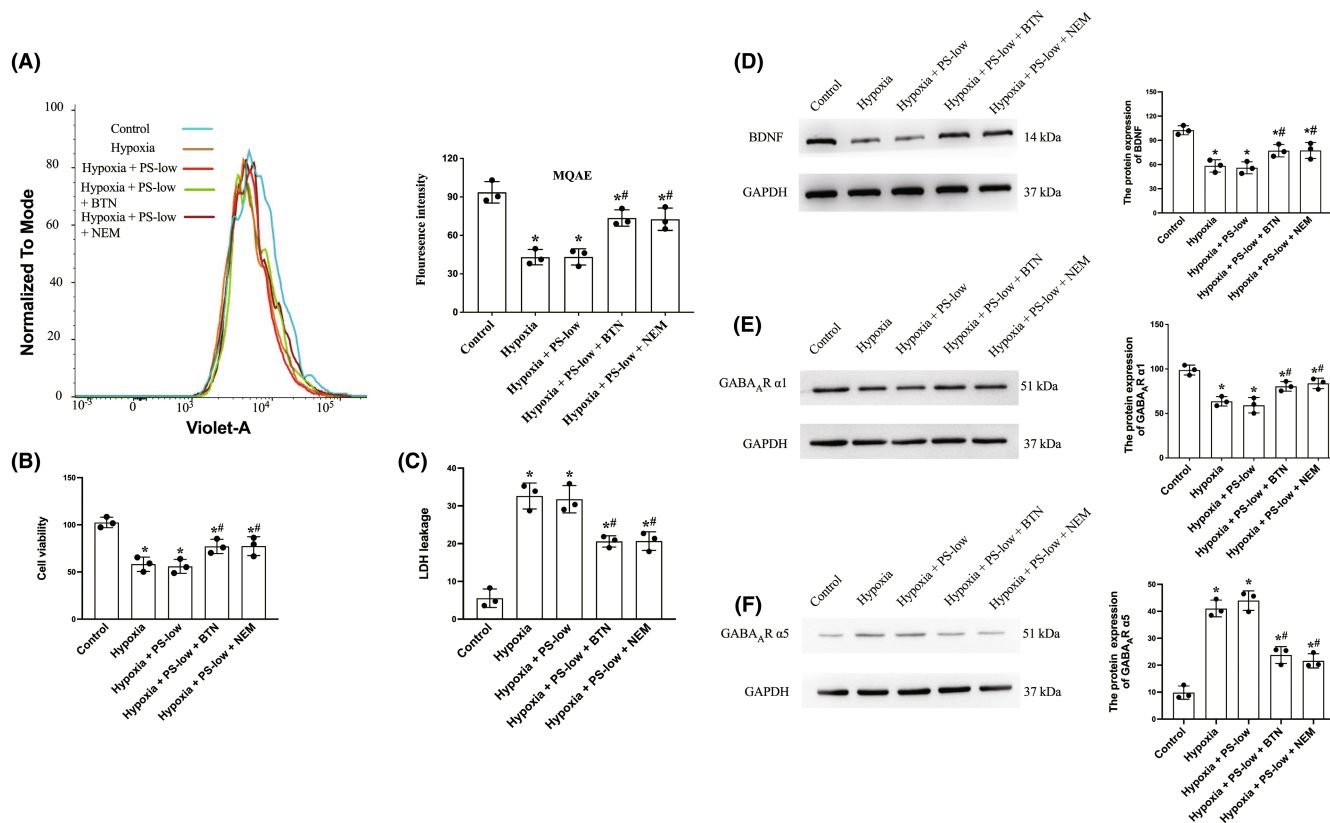 (A)
100
80
60
40
20
0
Normalized To Mode
Control
Hypoxia
Hypoxia + PS-low
Hypoxia + PS-low
+ BTN
Hypoxia + PS-low
+ NEM
-10⁻³
0
10³
10⁴
10⁵
Violet-A
MQAE
Flouresence intensity
120
90
60
30
0
* * *# *#
Control
Hypoxia
Hypoxia + PS-low
Hypoxia + PS-low + BTN
Hypoxia + PS-low + NEM
(B)
Cell viability
150
100
50
0
* * *# *#
Control
Hypoxia
Hypoxia + PS-low
Hypoxia + PS-low + BTN
Hypoxia + PS-low + NEM
(C)
LDH leakage
40
30
20
10
0
* * *# *#
Control
Hypoxia
Hypoxia + PS-low
Hypoxia + PS-low + BTN
Hypoxia + PS-low + NEM
(D)
Control
Hypoxia
Hypoxia + PS-low
Hypoxia + PS-low + BTN
Hypoxia + PS-low + NEM
BDNF 14 kDa
GAPDH 37 kDa
The protein expression
of BDNF
150
120
90
60
30
0
* * *# *#
Control
Hypoxia
Hypoxia + PS-low
Hypoxia + PS-low + BTN
Hypoxia + PS-low + NEM
(E)
Control
Hypoxia
Hypoxia + PS-low
Hypoxia + PS-low + BTN
Hypoxia + PS-low + NEM
GABA_AR α1 51 kDa
GAPDH 37 kDa
The protein expression
of GABA_AR α1
150
100
50
0
* * *# *#
Control
Hypoxia
Hypoxia + PS-low
Hypoxia + PS-low + BTN
Hypoxia + PS-low + NEM
(F)
Control
Hypoxia
Hypoxia + PS-low
Hypoxia + PS-low + BTN
Hypoxia + PS-low + NEM
GABA_AR α5 51 kDa
GAPDH 37 kDa
The protein expression
of GABA_AR α5
50
40
30
20
10
0
* * *# *#
Control
Hypoxia
Hypoxia + PS-low
Hypoxia + PS-low + BTN
Hypoxia + PS-low + NEM